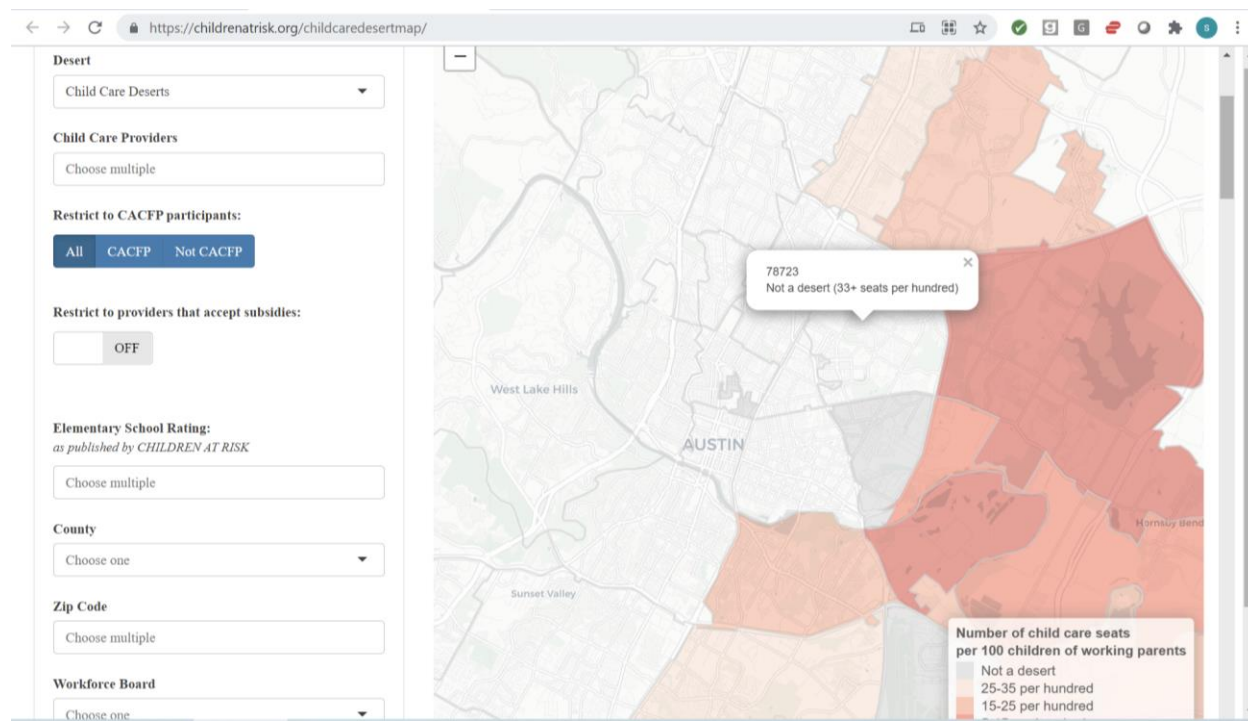 https://childrenatrisk.org/childcaredesertmap/
G
S
Desert
Child Care Deserts
Child Care Providers
Choose multiple
Restrict to CACFP participants:
All CACFP Not CACFP
Restrict to providers that accept subsidies:
OFF
Elementary School Rating:
as published by CHILDREN AT RISK
Choose multiple
County
Choose one
Zip Code
Choose multiple
Workforce Board
Choose one
78723
Not a desert (33+ seats per hundred)
West Lake Hills
AUSTIN
Hornsby Bend
Sunset Valley
Number of child care seats
per 100 children of working parents
Not a desert
25-35 per hundred
15-25 per hundred